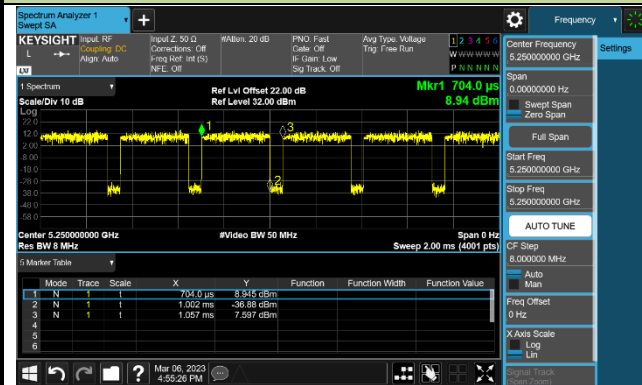 Spectrum Analyzer 1
Swept SA
Frequency
KEYSIGHT
L
LXI
Input: RF
Coupling: DC
Align: Auto
Input Z: 50 Ω
Corrections: Off
Freq Ref: Int (S)
NFE: Off
#Atten: 20 dB
PNO: Fast
Gate: Off
IF Gain: Low
Sig Track: Off
Avg Type: Voltage
Trig: Free Run
1 2 3 4 5 6
W W W W W W
P N N N N N
1 Spectrum
Scale/Div 10 dB
Ref Lvl Offset 22.00 dB
Ref Level 32.00 dBm
Mkr1 704.0 µs
8.94 dBm
Log
22.0
12.0
2.00
-8.00
-18.0
-28.0
-38.0
-48.0
-58.0
1
3
2
Center 5.250000000 GHz
Res BW 8 MHz
#Video BW 50 MHz
Span 0 Hz
Sweep 2.00 ms (4001 pts)
5 Marker Table
Mode Trace Scale X Y Function Function Width Function Value
1 N 1 t 704.0 µs 8.945 dBm
2 N 1 t 1.002 ms -36.88 dBm
3 N 1 t 1.057 ms 7.597 dBm
4
5
6
Mar 06, 2023
4:55:26 PM
?
Center Frequency
5.250000000 GHz
Settings
Span
0.00000000 Hz
Swept Span
Zero Span
Full Span
Start Freq
5.250000000 GHz
Stop Freq
5.250000000 GHz
AUTO TUNE
CF Step
8.000000 MHz
Auto
Man
Freq Offset
0 Hz
X Axis Scale
Log
Lin
Signal Track
(Span Zoom)